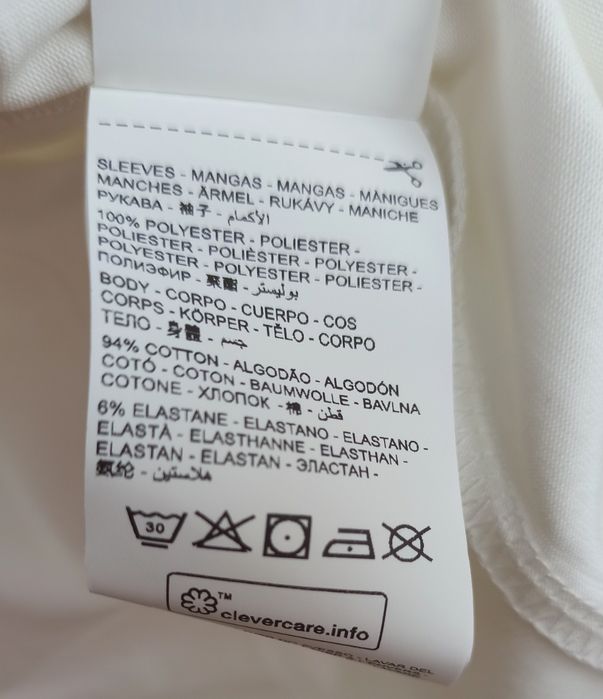 SLEEVES - MANGAS - MANGAS - MÀNIGUES
MANCHES - ÄRMEL - RUKÁVY - MANICHE
РУКАВА - 袖子 - الأكمام
100% POLYESTER - POLIESTER -
POLIESTER - POLIÈSTER - POLYESTER -
POLYESTER - POLYESTER - POLIESTER -
ПОЛИЭФИР - 聚酯 - بوليستر
BODY - CORPO - CUERPO - COS
CORPS - KÖRPER - TĚLO - CORPO
ТЕЛО - 身體 - جسم
94% COTTON - ALGODÃO - ALGODÓN
COTÓ - COTON - BAUMWOLLE - BAVLNA
COTONE - ХЛОПОК - 棉 - قطن
6% ELASTANE - ELASTANO - ELASTANO -
ELASTÀ - ELASTHANNE - ELASTHAN -
ELASTAN - ELASTAN - ЭЛАСТАН -
氨纶 -
30
TM
clevercare.info
LAVAR DEL